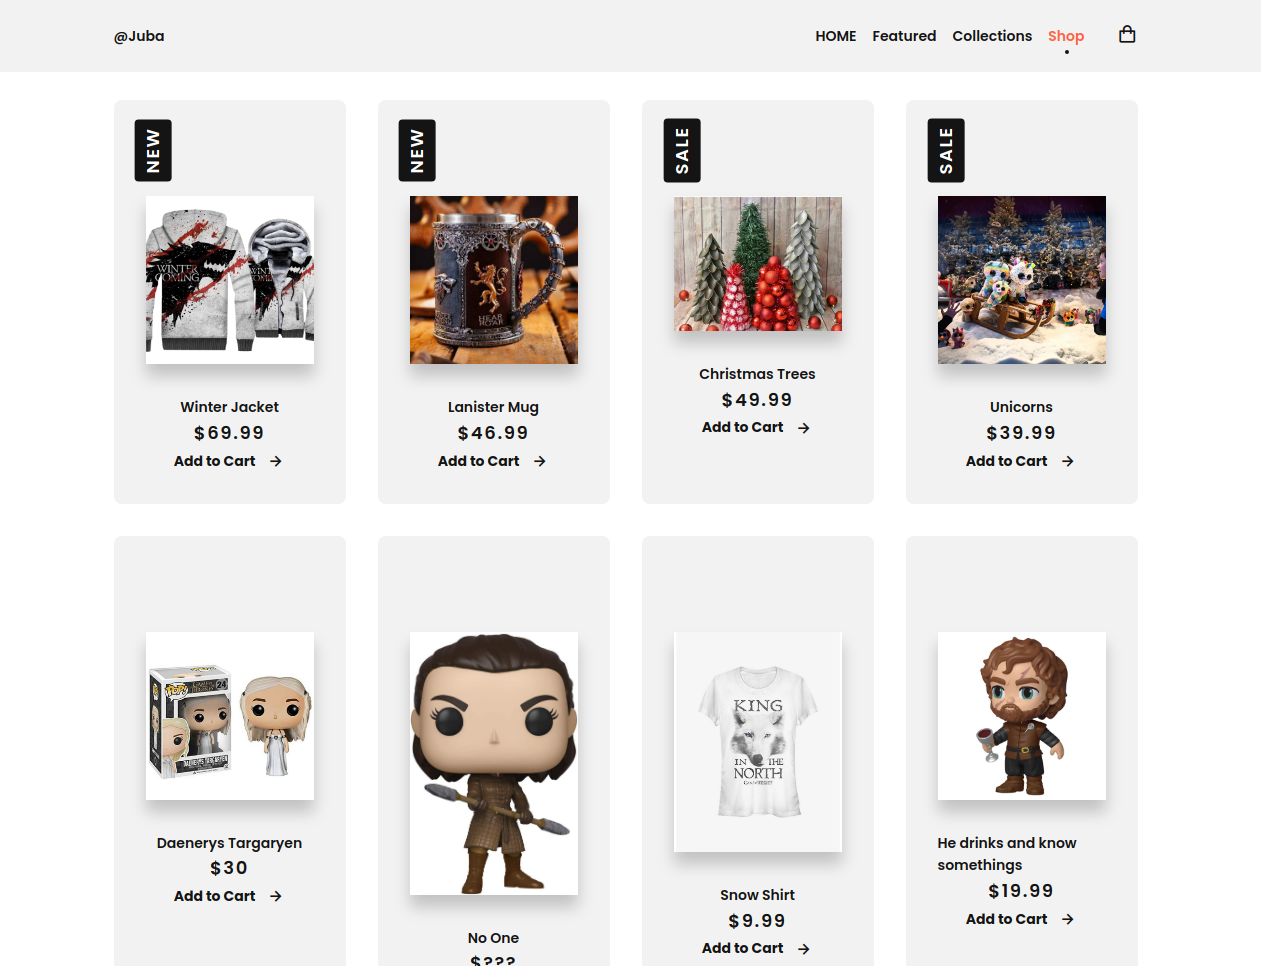 @Juba
HOME Featured Collections Shop
NEW
NEW
SALE
SALE
WINTER
COMING
HEAR
ROAR
Winter Jacket
$69.99
Add to Cart
Lanister Mug
$46.99
Add to Cart
Christmas Trees
$49.99
Add to Cart
Unicorns
$39.99
Add to Cart
POP!
DAENERYS TARGARYEN
KING
IN THE
NORTH
Daenerys Targaryen
$30
Add to Cart
No One
$???
Snow Shirt
$9.99
Add to Cart
He drinks and know
somethings
$19.99
Add to Cart